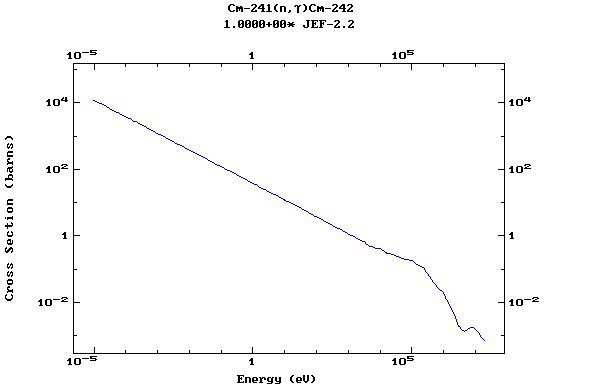 Cm-241(n,γ)Cm-242
1.0000+00* JEF-2.2
10⁻⁵ 1 10⁵
10⁴ 10⁴
10² 10²
1 1
10⁻² 10⁻²
Cross Section (barns)
10⁻⁵ 1 10⁵
Energy (eV)